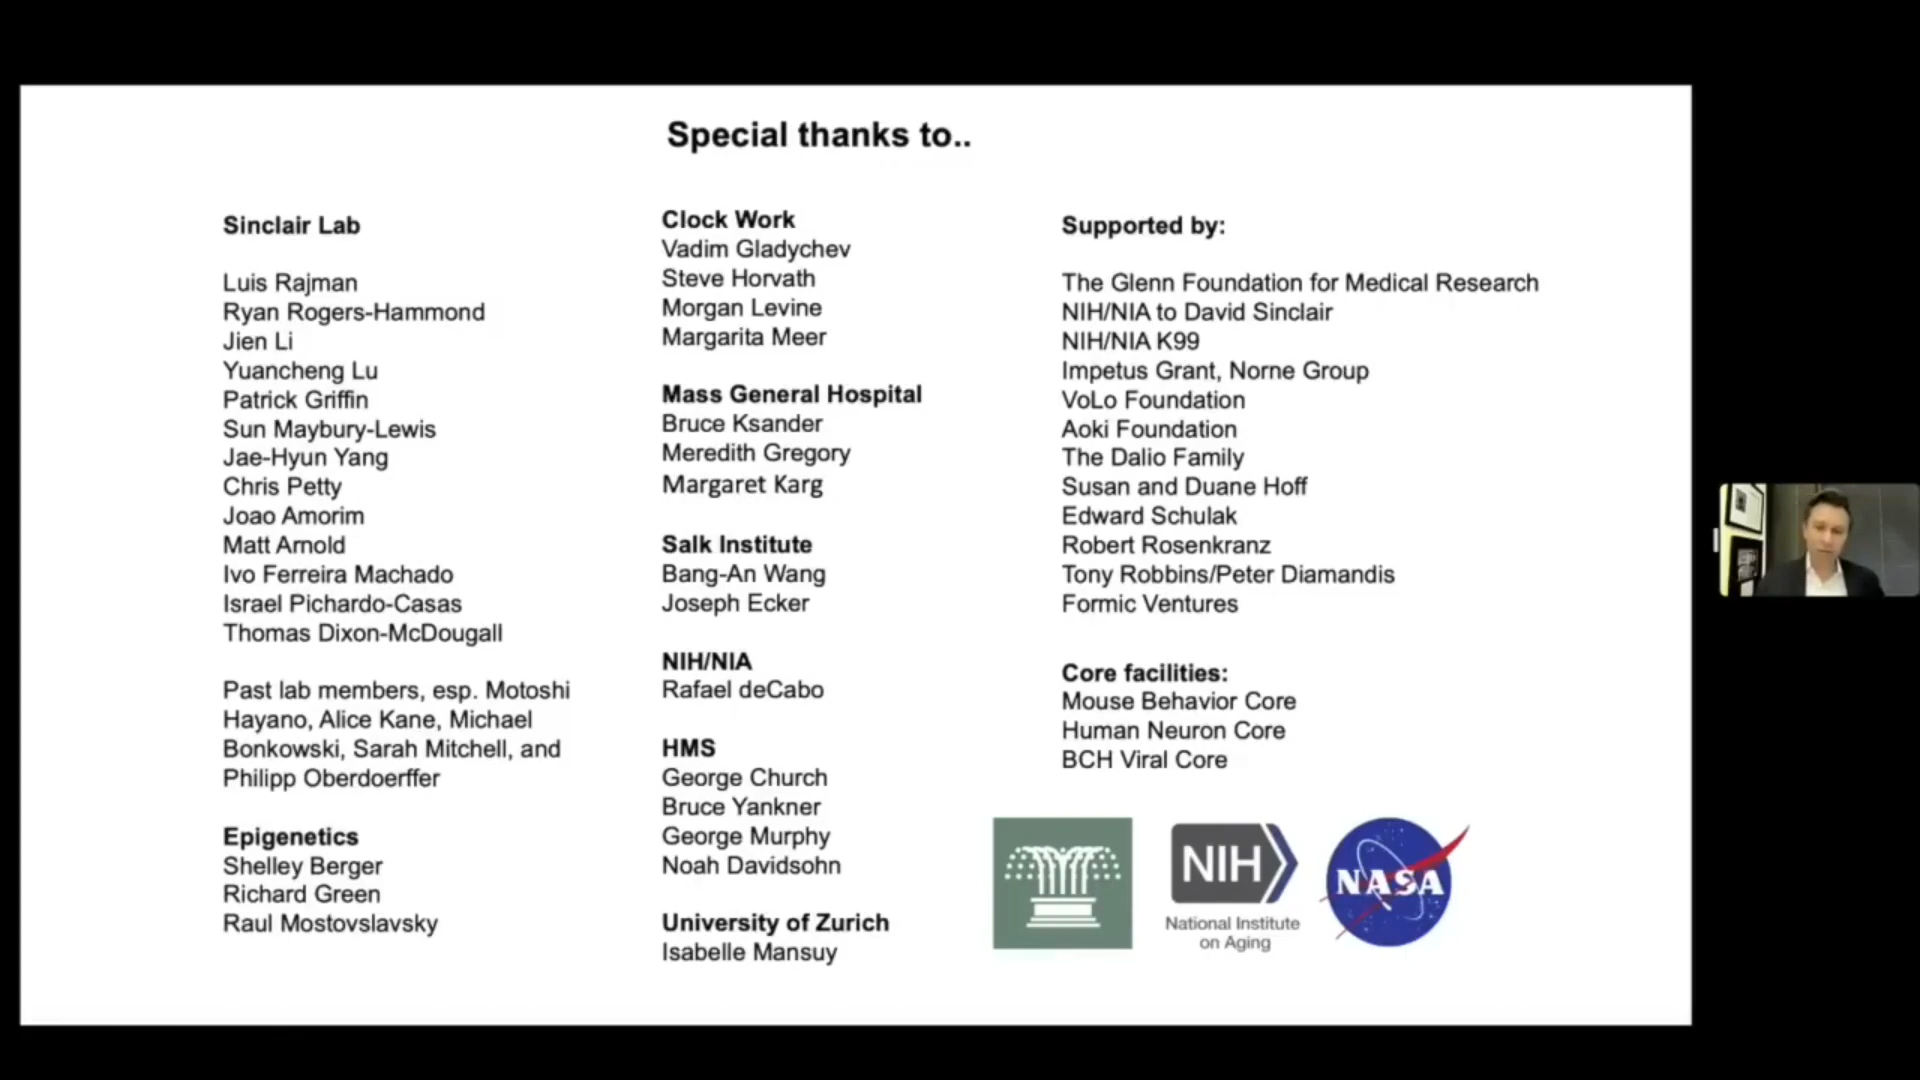 Special thanks to..
Sinclair Lab
Luis Rajman
Ryan Rogers-Hammond
Jien Li
Yuancheng Lu
Patrick Griffin
Sun Maybury-Lewis
Jae-Hyun Yang
Chris Petty
Joao Amorim
Matt Arnold
Ivo Ferreira Machado
Israel Pichardo-Casas
Thomas Dixon-McDougall
Past lab members, esp. Motoshi
Hayano, Alice Kane, Michael
Bonkowski, Sarah Mitchell, and
Philipp Oberdoerffer
Epigenetics
Shelley Berger
Richard Green
Raul Mostovslavsky
Clock Work
Vadim Gladychev
Steve Horvath
Morgan Levine
Margarita Meer
Mass General Hospital
Bruce Ksander
Meredith Gregory
Margaret Karg
Salk Institute
Bang-An Wang
Joseph Ecker
NIH/NIA
Rafael deCabo
HMS
George Church
Bruce Yankner
George Murphy
Noah Davidsohn
University of Zurich
Isabelle Mansuy
Supported by:
The Glenn Foundation for Medical Research
NIH/NIA to David Sinclair
NIH/NIA K99
Impetus Grant, Norne Group
VoLo Foundation
Aoki Foundation
The Dalio Family
Susan and Duane Hoff
Edward Schulak
Robert Rosenkranz
Tony Robbins/Peter Diamandis
Formic Ventures
Core facilities:
Mouse Behavior Core
Human Neuron Core
BCH Viral Core
NIH
National Institute
on Aging
NASA